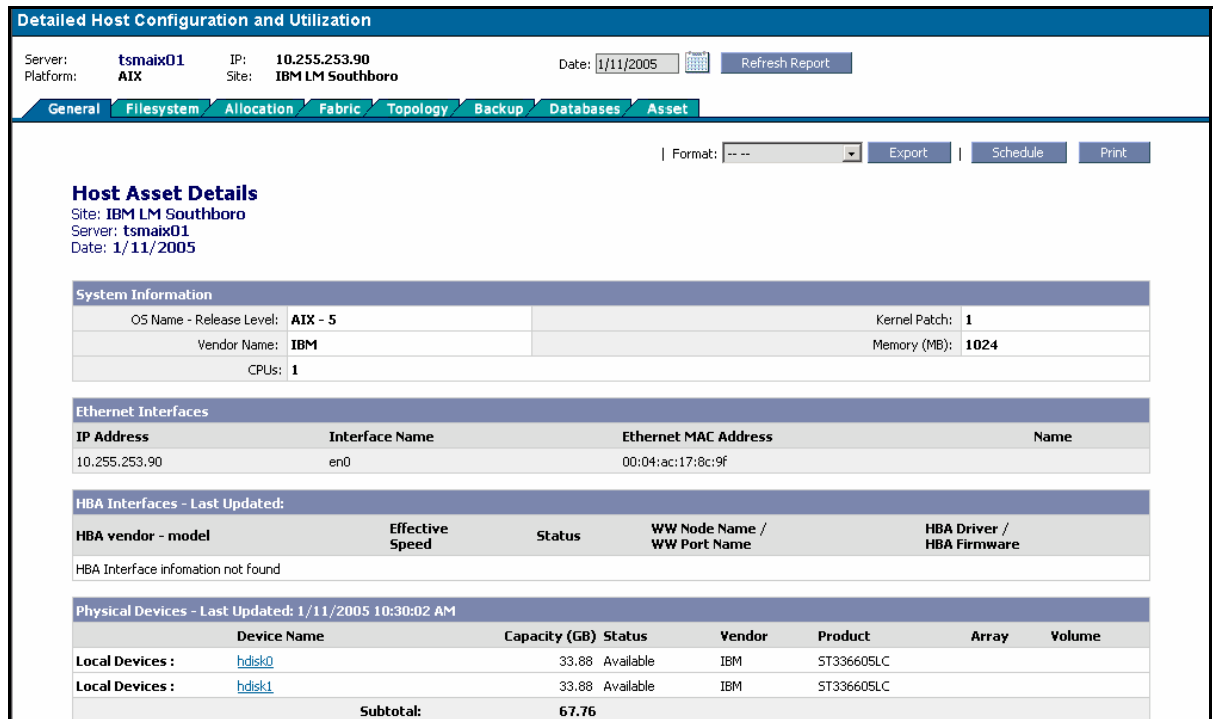 Detailed Host Configuration and Utilization
Server: tsmaix01 IP: 10.255.253.90 Date: 1/11/2005 Refresh Report
Platform: AIX Site: IBM LM Southboro
General Filesystem Allocation Fabric Topology Backup Databases Asset
| Format: -- -- Export | Schedule Print
Host Asset Details
Site: IBM LM Southboro
Server: tsmaix01
Date: 1/11/2005
System Information
OS Name - Release Level: AIX - 5 Kernel Patch: 1
Vendor Name: IBM Memory (MB): 1024
CPUs: 1
Ethernet Interfaces
IP Address Interface Name Ethernet MAC Address Name
10.255.253.90 en0 00:04:ac:17:8c:9f
HBA Interfaces - Last Updated:
HBA vendor - model Effective Speed Status WW Node Name / WW Port Name HBA Driver / HBA Firmware
HBA Interface infomation not found
Physical Devices - Last Updated: 1/11/2005 10:30:02 AM
Device Name Capacity (GB) Status Vendor Product Array Volume
Local Devices : hdisk0 33.88 Available IBM ST336605LC
Local Devices : hdisk1 33.88 Available IBM ST336605LC
Subtotal: 67.76